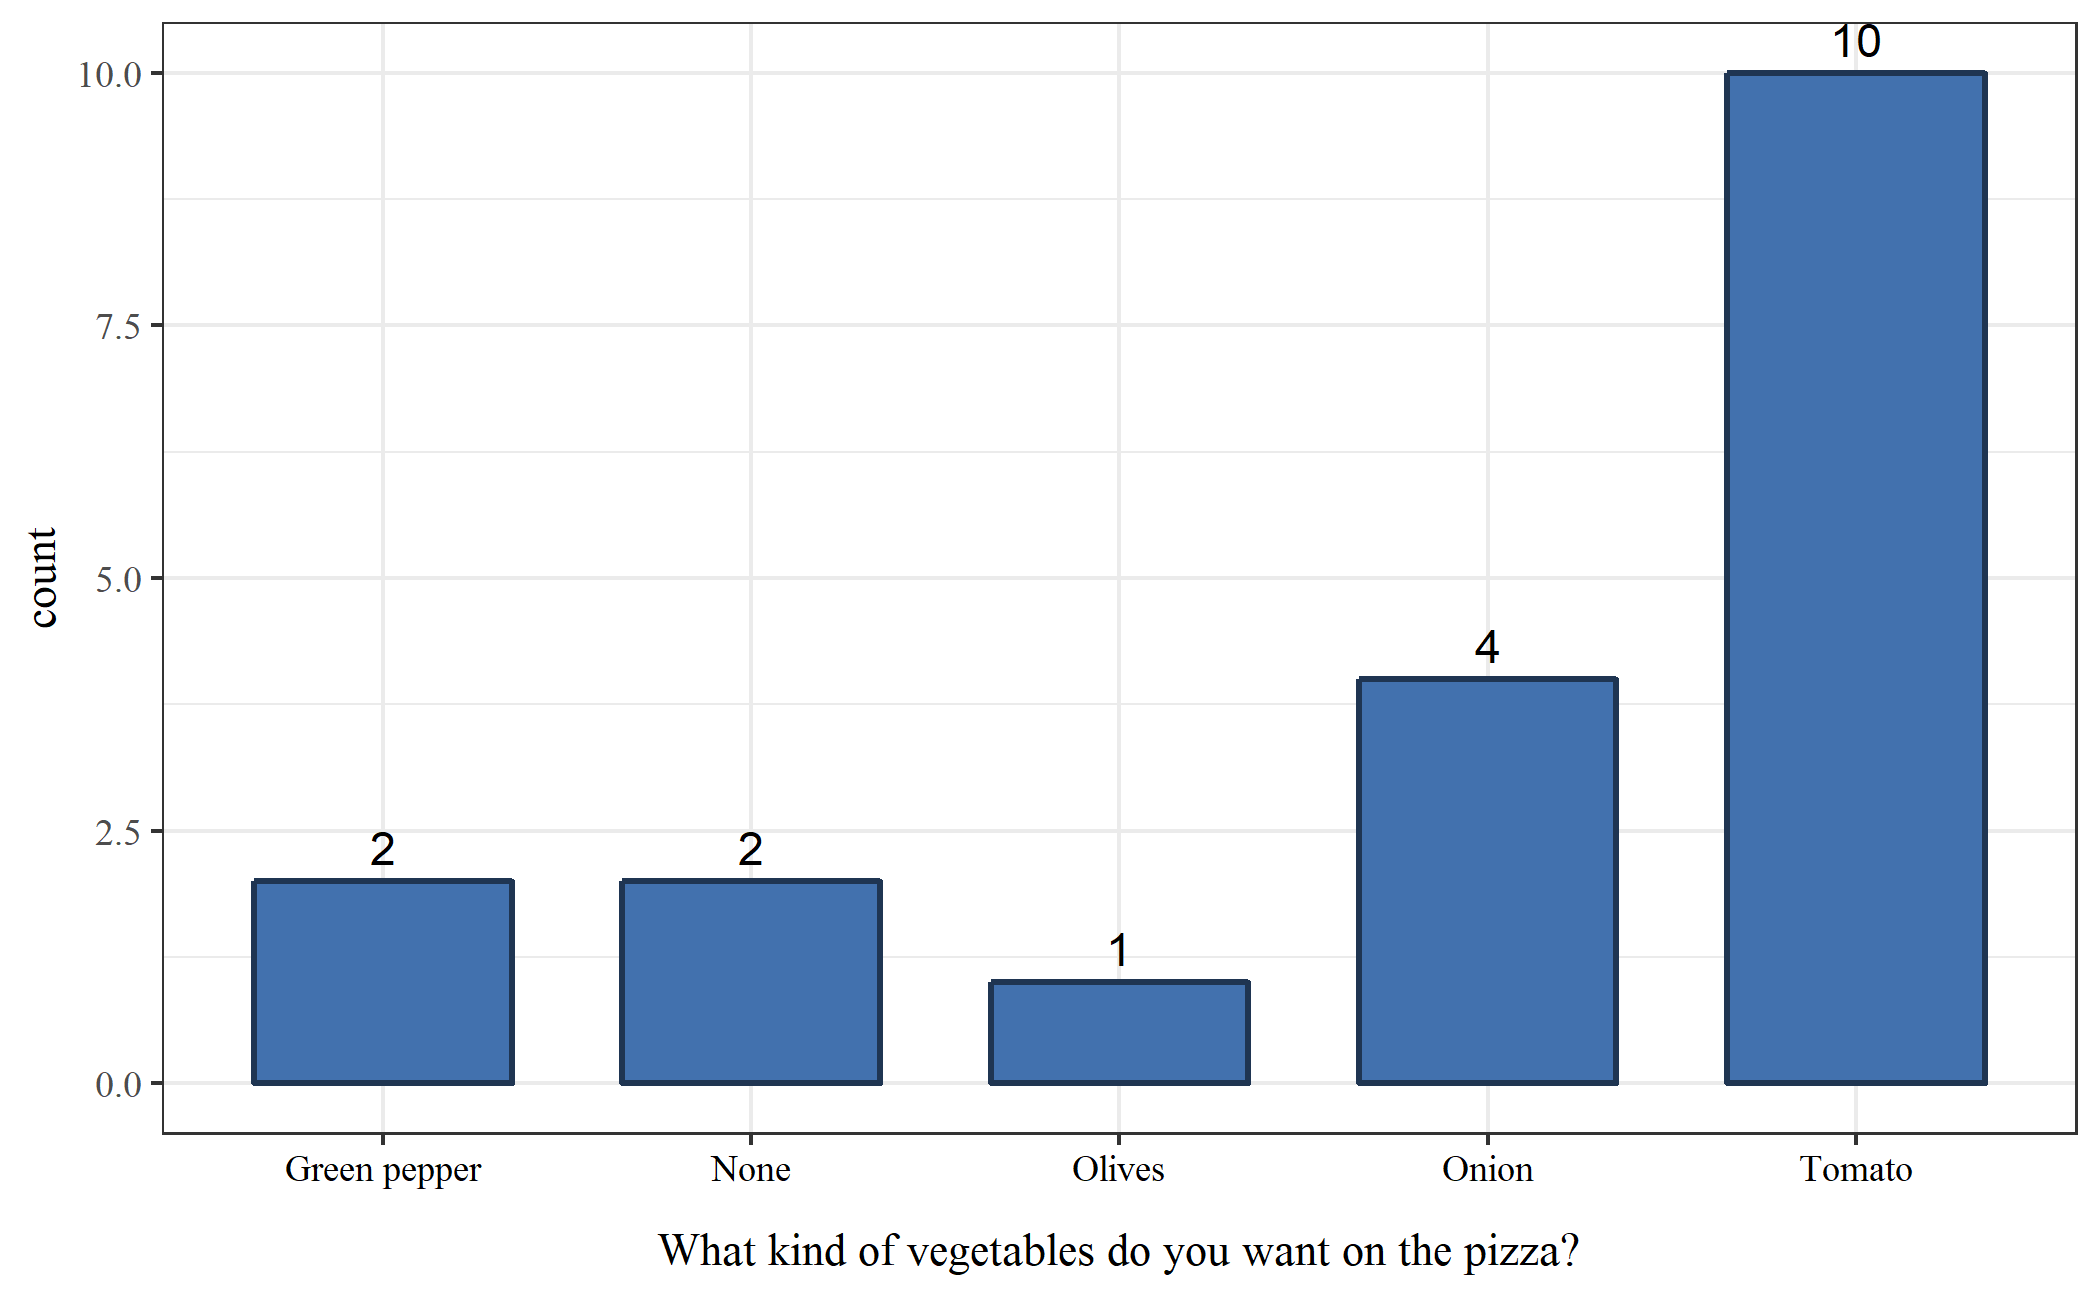 10
10.0
7.5
5.0
4
2.5
2
2
1
0.0
count
Green pepper
None
Olives
Onion
Tomato
What kind of vegetables do you want on the pizza?